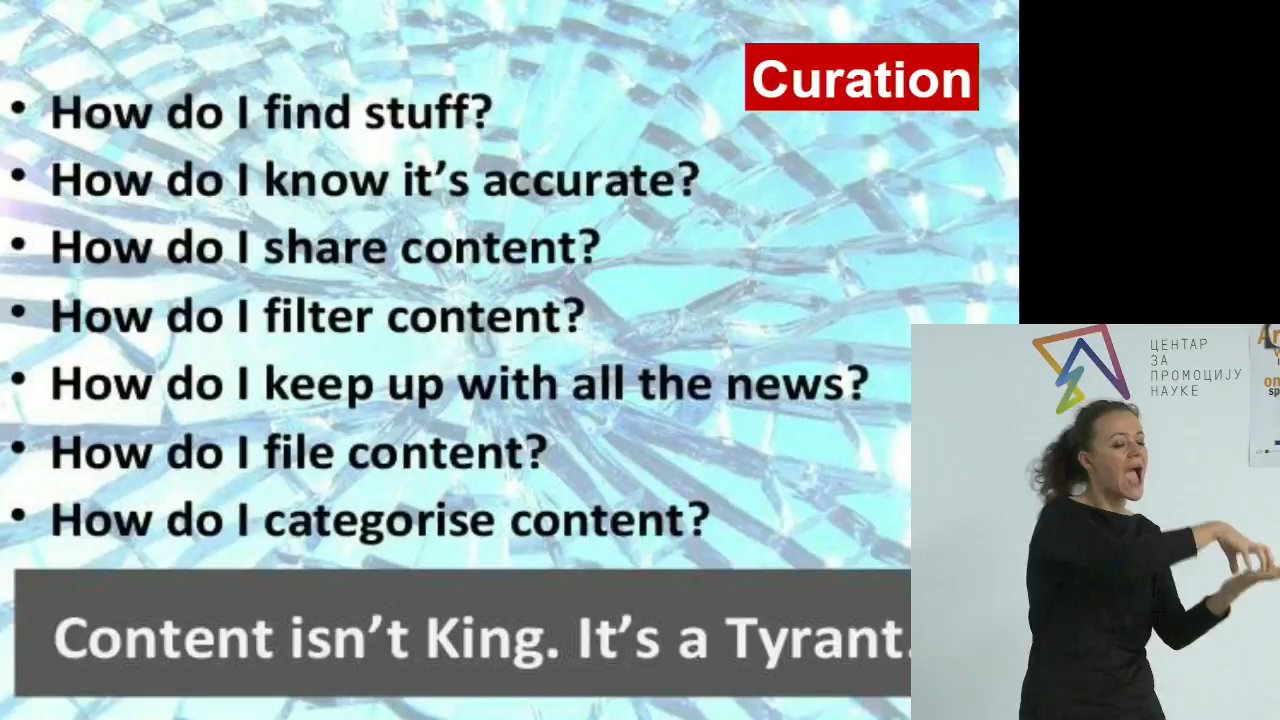 Curation
• How do I find stuff?
• How do I know it’s accurate?
• How do I share content?
• How do I filter content?
• How do I keep up with all the news?
• How do I file content?
• How do I categorise content?
Content isn’t King. It’s a Tyrant.
ЦЕНТАР
ЗА
ПРОМОЦИЈУ
НАУКЕ